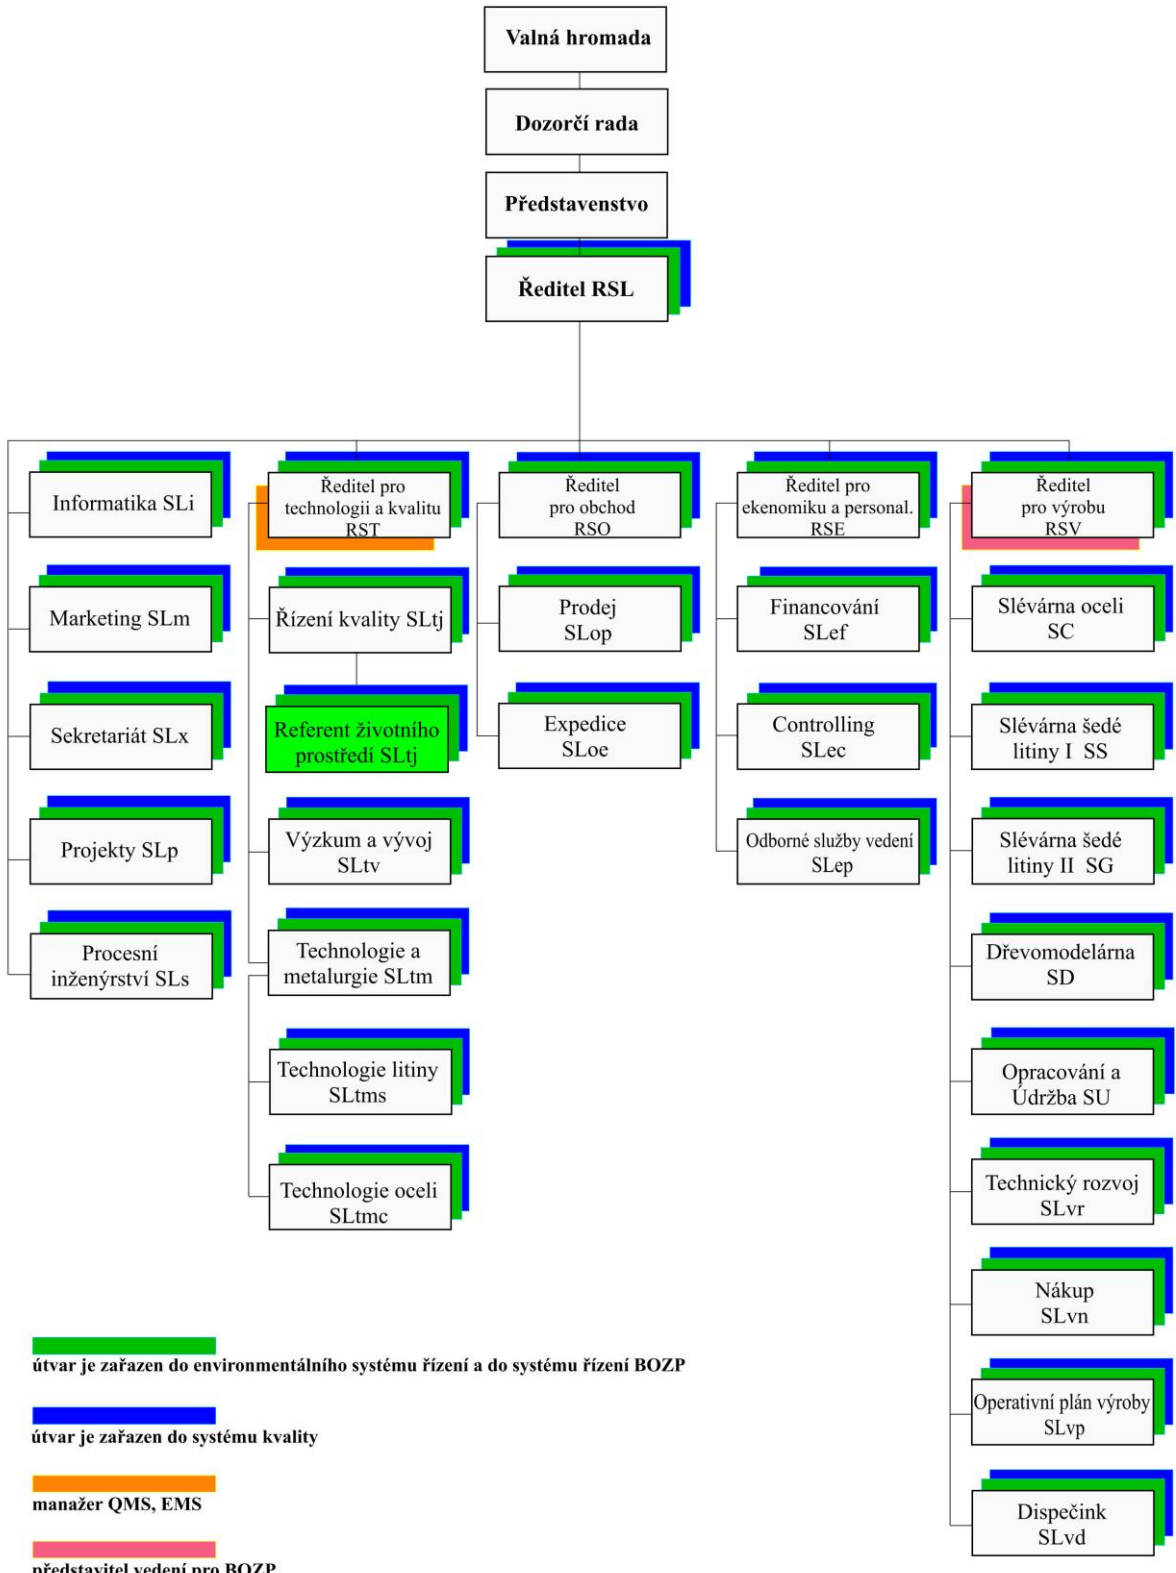 Valná hromada
Dozorčí rada
Představenstvo
Ředitel RSL
Informatika SLi
Marketing SLm
Sekretariát SLx
Projekty SLp
Procesní
inženýrství SLs
Ředitel pro
technologii a kvalitu
RST
Řízení kvality SLtj
Referent životního
prostředí SLtj
Výzkum a vývoj
SLtv
Technologie a
metalurgie SLtm
Technologie litiny
SLtms
Technologie oceli
SLtmc
Ředitel
pro obchod
RSO
Prodej
SLop
Expedice
SLoe
Ředitel pro
ekenomiku a personal.
RSE
Financování
SLef
Controlling
SLec
Odborné služby vedení
SLep
Ředitel
pro výrobu
RSV
Slévárna oceli
SC
Slévárna šedé
litiny I SS
Slévárna šedé
litiny II SG
Dřevomodelárna
SD
Opracování a
Údržba SU
Technický rozvoj
SLvr
Nákup
SLvn
Operativní plán výroby
SLvp
Dispečink
SLvd
útvar je zařazen do environmentálního systému řízení a do systému řízení BOZP
útvar je zařazen do systému kvality
manažer QMS, EMS
představitel vedení pro BOZP